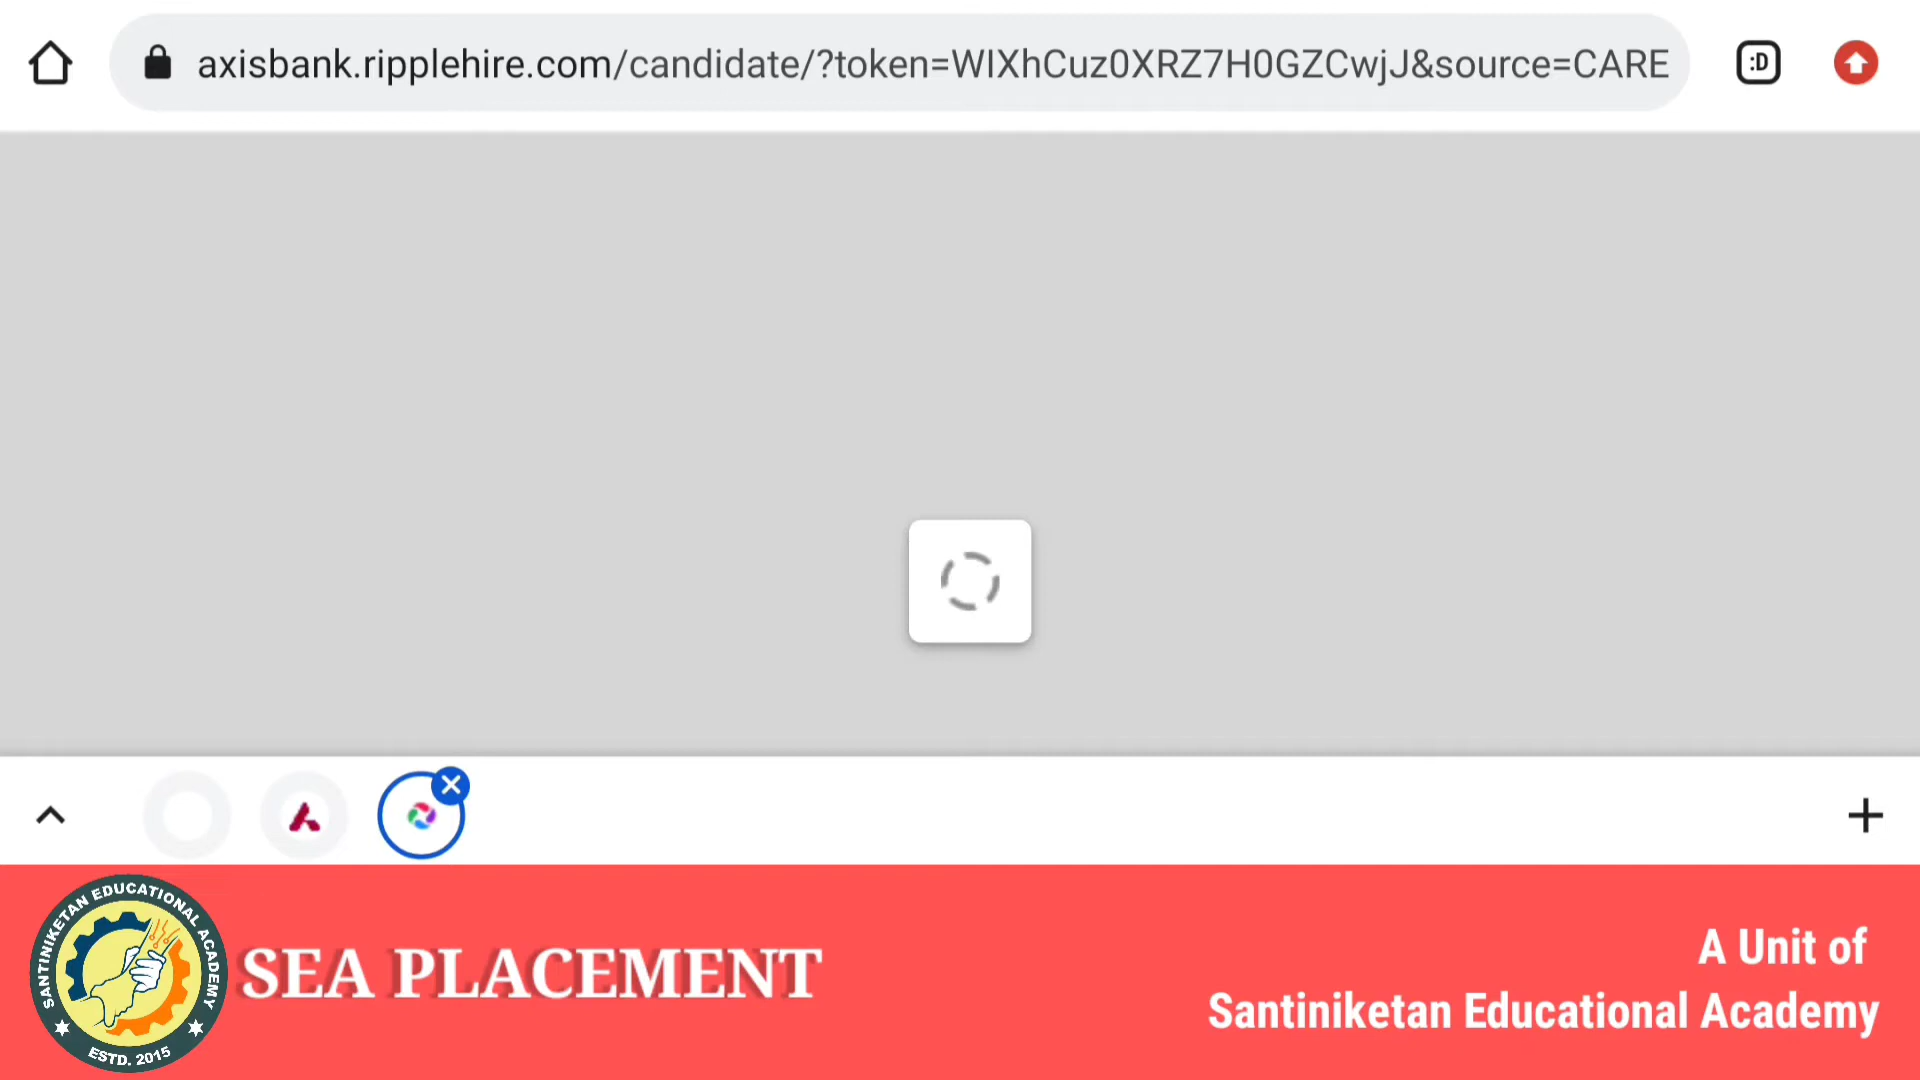 axisbank.ripplehire.com/candidate/?token=WIXhCuz0XRZ7H0GZCwjJ&source=CARE
:D
SANTINIKETAN EDUCATIONAL ACADEMY
ESTD. 2015
SEA PLACEMENT
A Unit of
Santiniketan Educational Academy